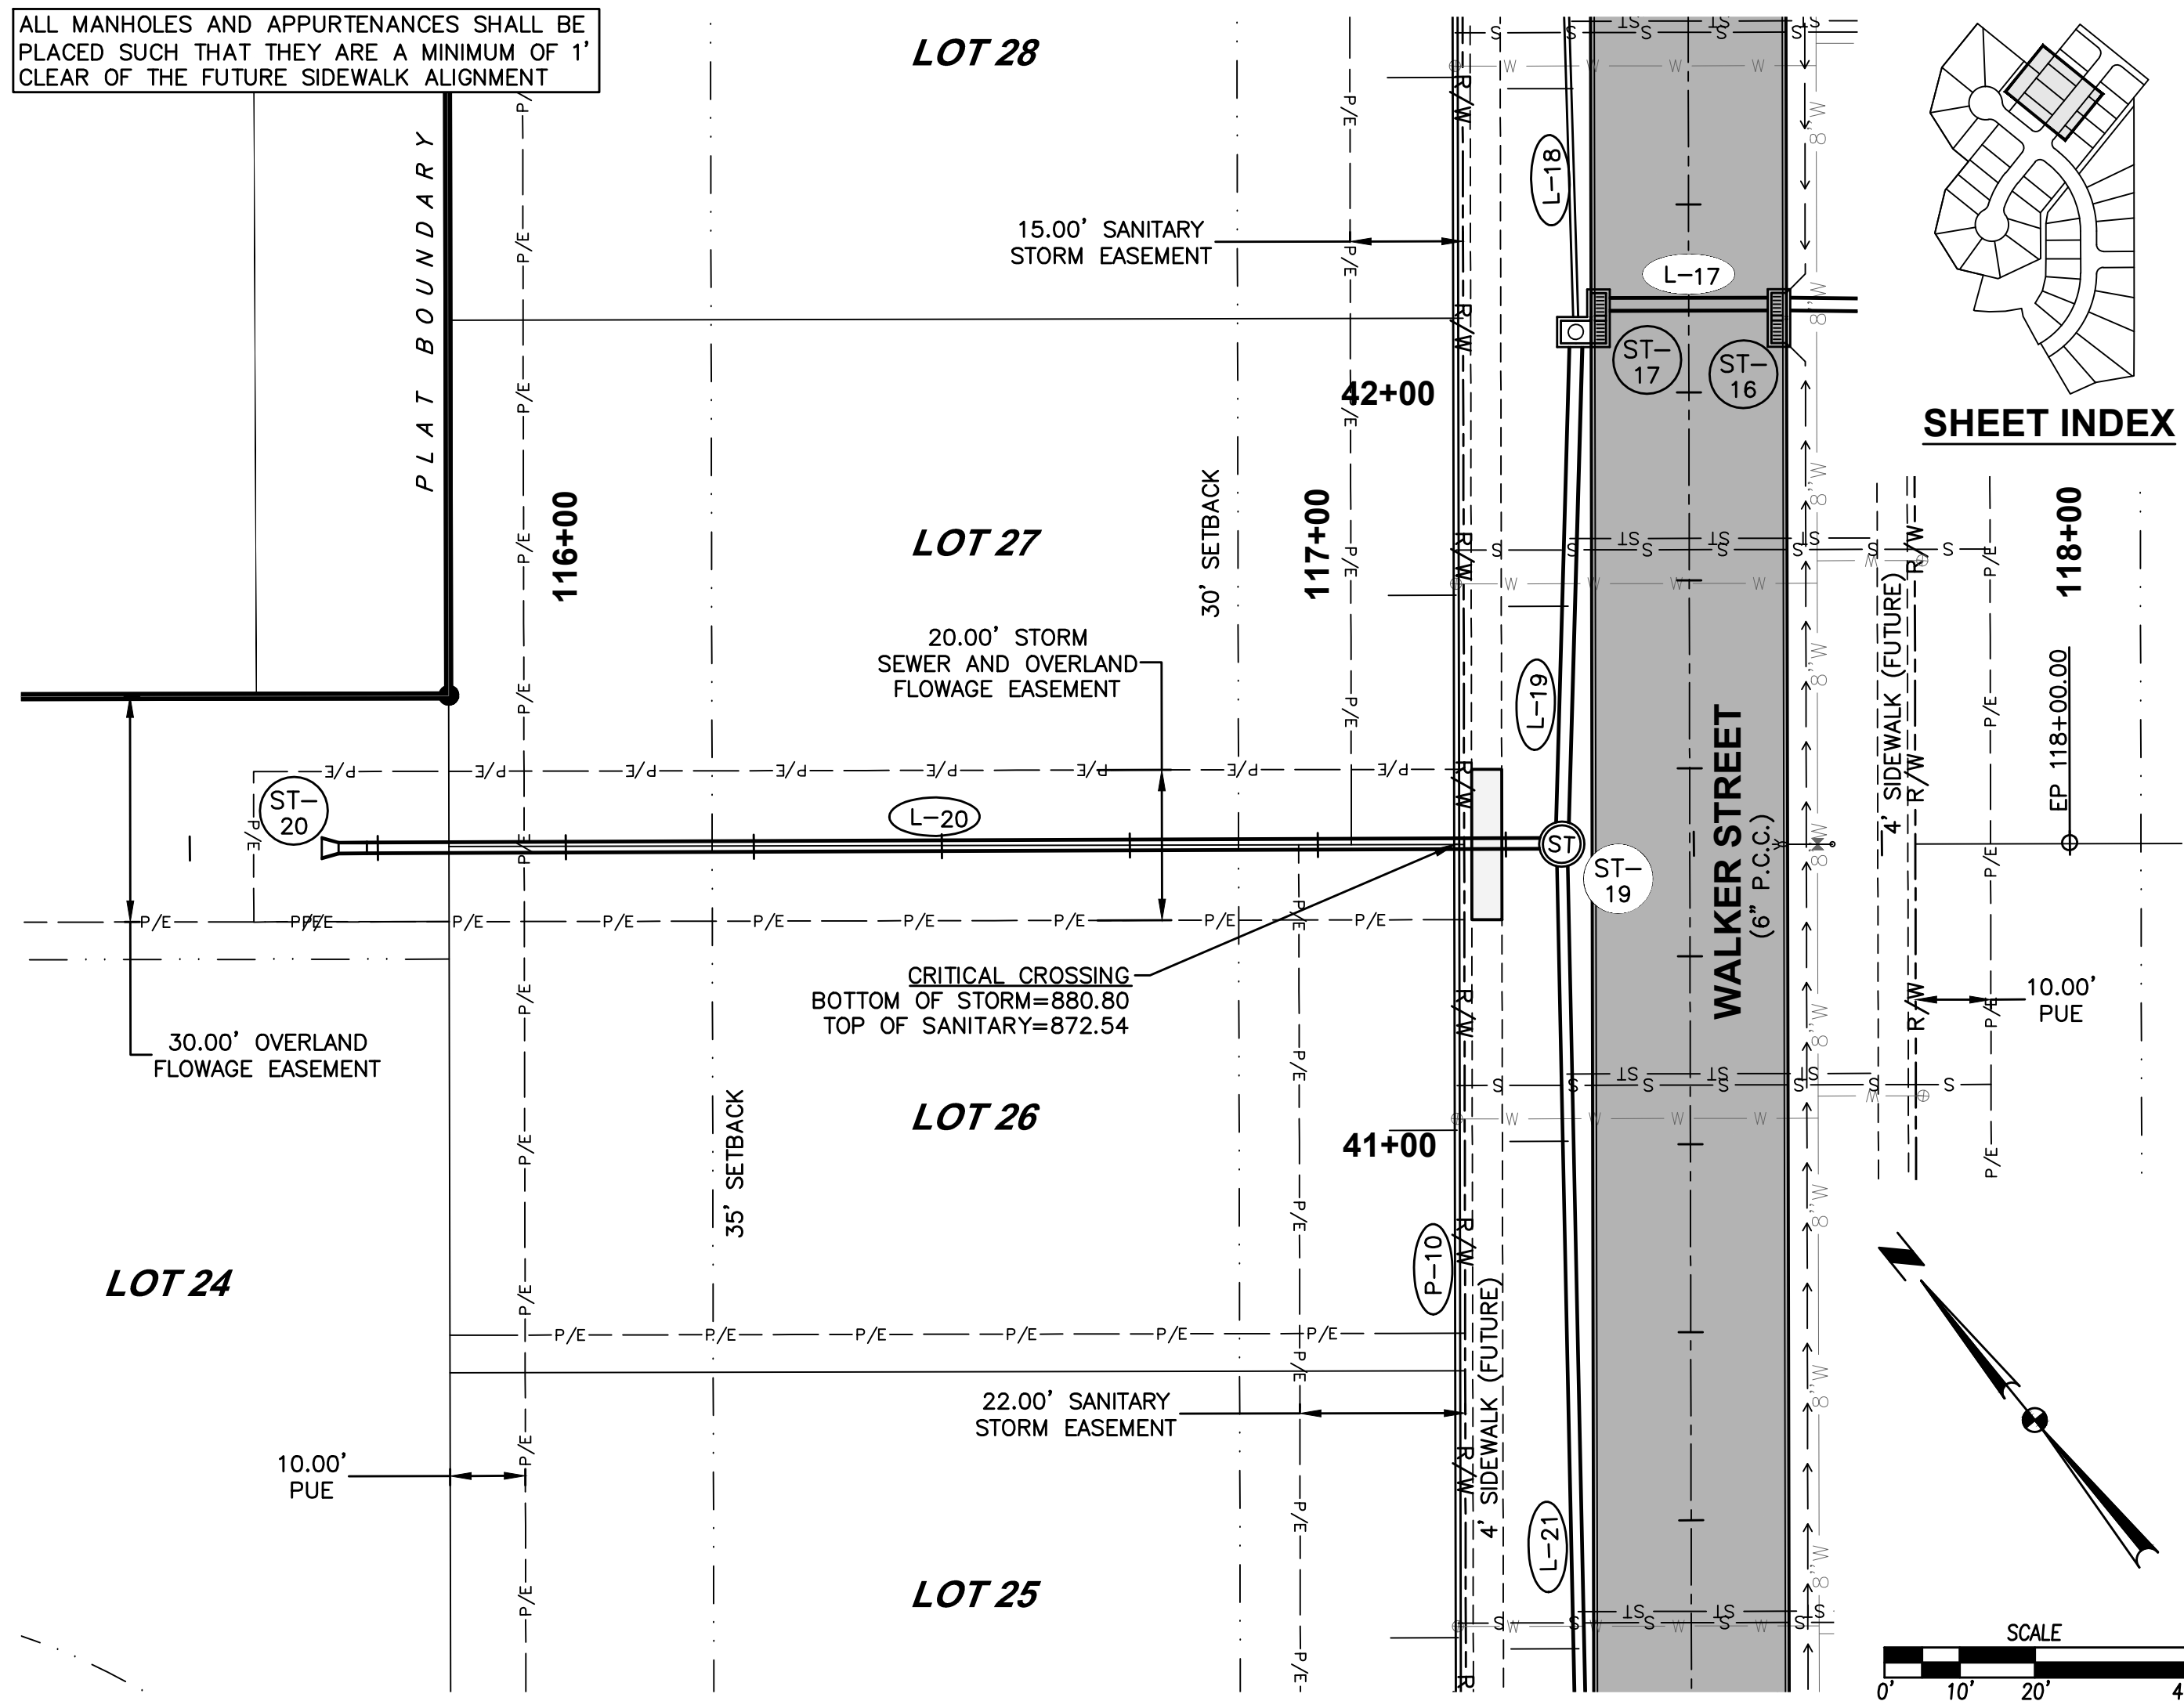 ALL MANHOLES AND APPURTENANCES SHALL BE
PLACED SUCH THAT THEY ARE A MINIMUM OF 1'
CLEAR OF THE FUTURE SIDEWALK ALIGNMENT
LOT 28
PLAT BOUNDARY
15.00' SANITARY
STORM EASEMENT
L-18
L-17
ST-
17
ST-
16
SHEET INDEX
42+00
116+00
LOT 27
30' SETBACK
117+00
118+00
20.00' STORM
SEWER AND OVERLAND
FLOWAGE EASEMENT
L-19
WALKER STREET
(6" P.C.C.)
4' SIDEWALK (FUTURE)
EP 118+00.00
ST-
20
L-20
ST
ST-
19
CRITICAL CROSSING
BOTTOM OF STORM=880.80
TOP OF SANITARY=872.54
10.00'
PUE
30.00' OVERLAND
FLOWAGE EASEMENT
35' SETBACK
LOT 26
41+00
P-10
LOT 24
4' SIDEWALK (FUTURE)
22.00' SANITARY
STORM EASEMENT
10.00'
PUE
L-21
LOT 25
P/E
R/W
S
ST
W
8"W
SCALE
0' 10' 20'